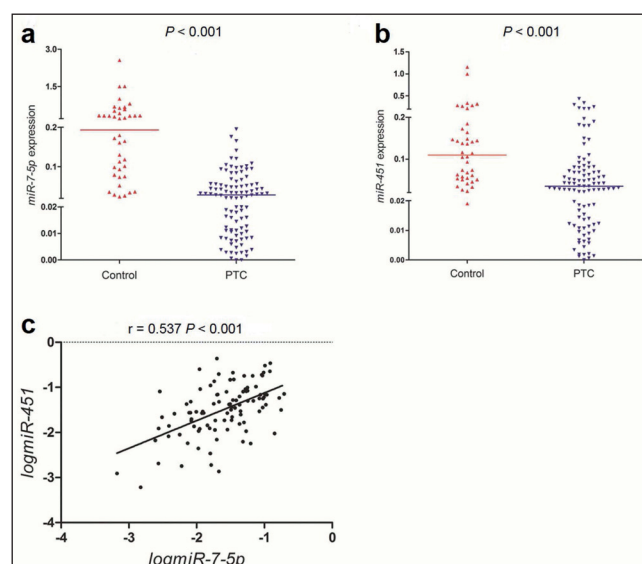 a
P < 0.001
miR-7-5p expression
3.0
2.0
1.0
0.2
0.1
0.02
0.01
0.00
Control
PTC
b
P < 0.001
miR-451 expression
1.5
1.0
0.5
0.2
0.1
0.02
0.01
0.00
Control
PTC
c
r = 0.537 P < 0.001
logmiR-451
0
-1
-2
-3
-4
-4
-3
-2
-1
0
logmiR-7-5p